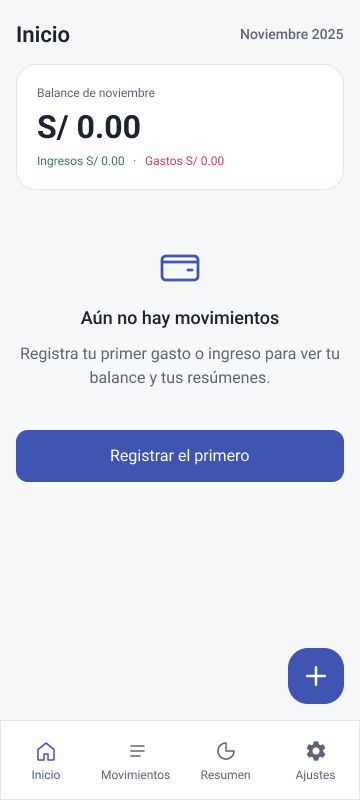 Inicio
Noviembre 2025
Balance de noviembre
S/ 0.00
Ingresos S/ 0.00 · Gastos S/ 0.00
Aún no hay movimientos
Registra tu primer gasto o ingreso para ver tu
balance y tus resúmenes.
Registrar el primero
Inicio
Movimientos
Resumen
Ajustes